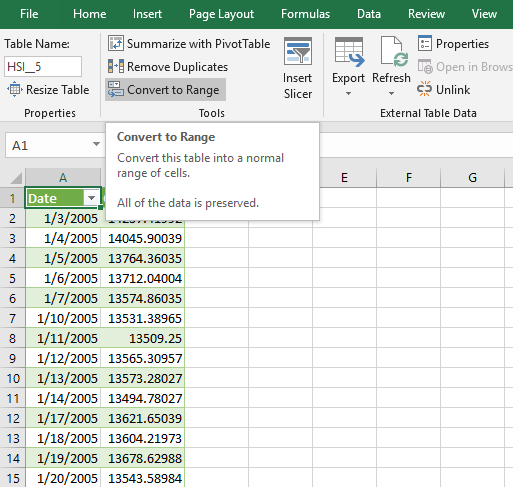 File Home Insert Page Layout Formulas Data Review View
Table Name: Summarize with PivotTable Properties
HSI__5 Remove Duplicates Open in Brows
Resize Table Convert to Range Insert Slicer Export Refresh Unlink
Properties Tools External Table Data
A1 Convert to Range
Convert this table into a normal
range of cells.
All of the data is preserved.
A E F G
1 Date
2 1/3/2005
3 1/4/2005 14045.90039
4 1/5/2005 13764.36035
5 1/6/2005 13712.04004
6 1/7/2005 13574.86035
7 1/10/2005 13531.38965
8 1/11/2005 13509.25
9 1/12/2005 13565.30957
10 1/13/2005 13573.28027
11 1/14/2005 13494.78027
12 1/17/2005 13621.65039
13 1/18/2005 13604.21973
14 1/19/2005 13678.62988
15 1/20/2005 13543.58984